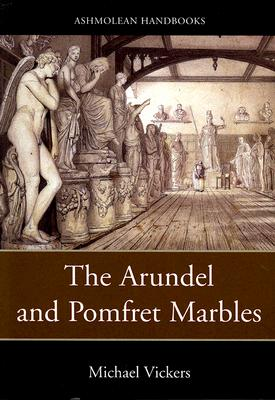 ASHMOLEAN HANDBOOKS
The Arundel
and Pomfret Marbles
Michael Vickers